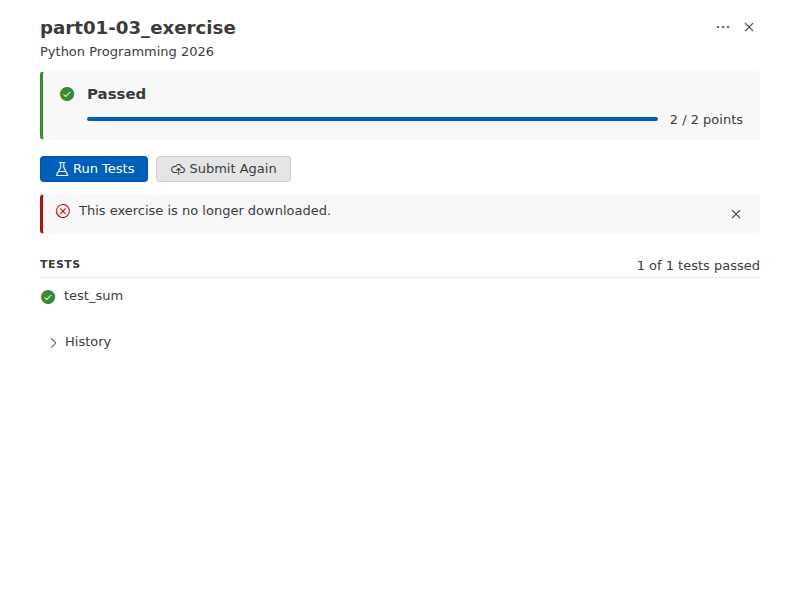 part01-03_exercise
Python Programming 2026
Passed
2 / 2 points
Run Tests
Submit Again
This exercise is no longer downloaded.
TESTS
1 of 1 tests passed
test_sum
History